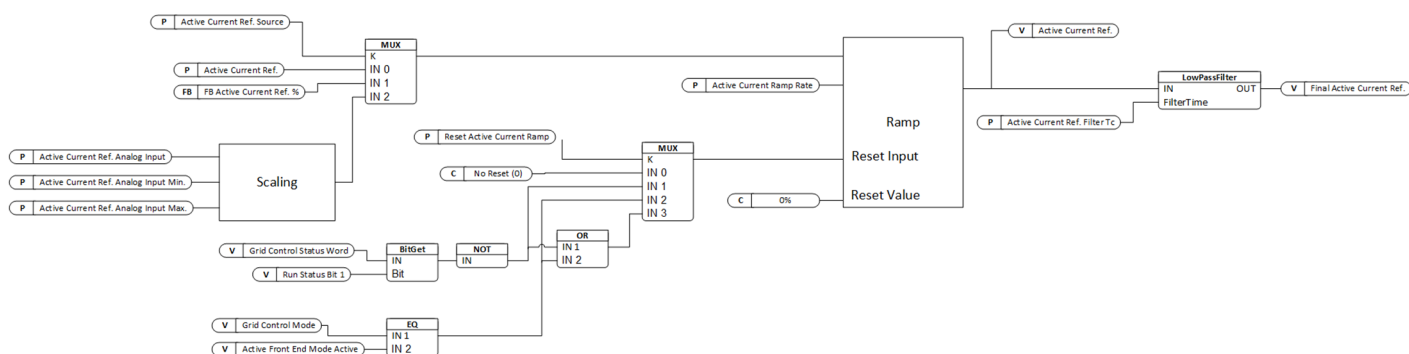 P Active Current Ref. Source
MUX
K
IN 0
IN 1
IN 2
P Active Current Ref.
FB FB Active Current Ref. %
P Active Current Ref. Analog Input
P Active Current Ref. Analog Input Min.
P Active Current Ref. Analog Input Max.
Scaling
P Reset Active Current Ramp
C No Reset (0)
MUX
K
IN 0
IN 1
IN 2
IN 3
V Grid Control Status Word
V Run Status Bit 1
BitGet
IN
Bit
NOT
IN
OR
IN 1
IN 2
V Grid Control Mode
V Active Front End Mode Active
EQ
IN 1
IN 2
P Active Current Ramp Rate
C 0%
Ramp
Reset Input
Reset Value
V Active Current Ref.
P Active Current Ref. Filter Tc
LowPassFilter
IN OUT
FilterTime
V Final Active Current Ref.